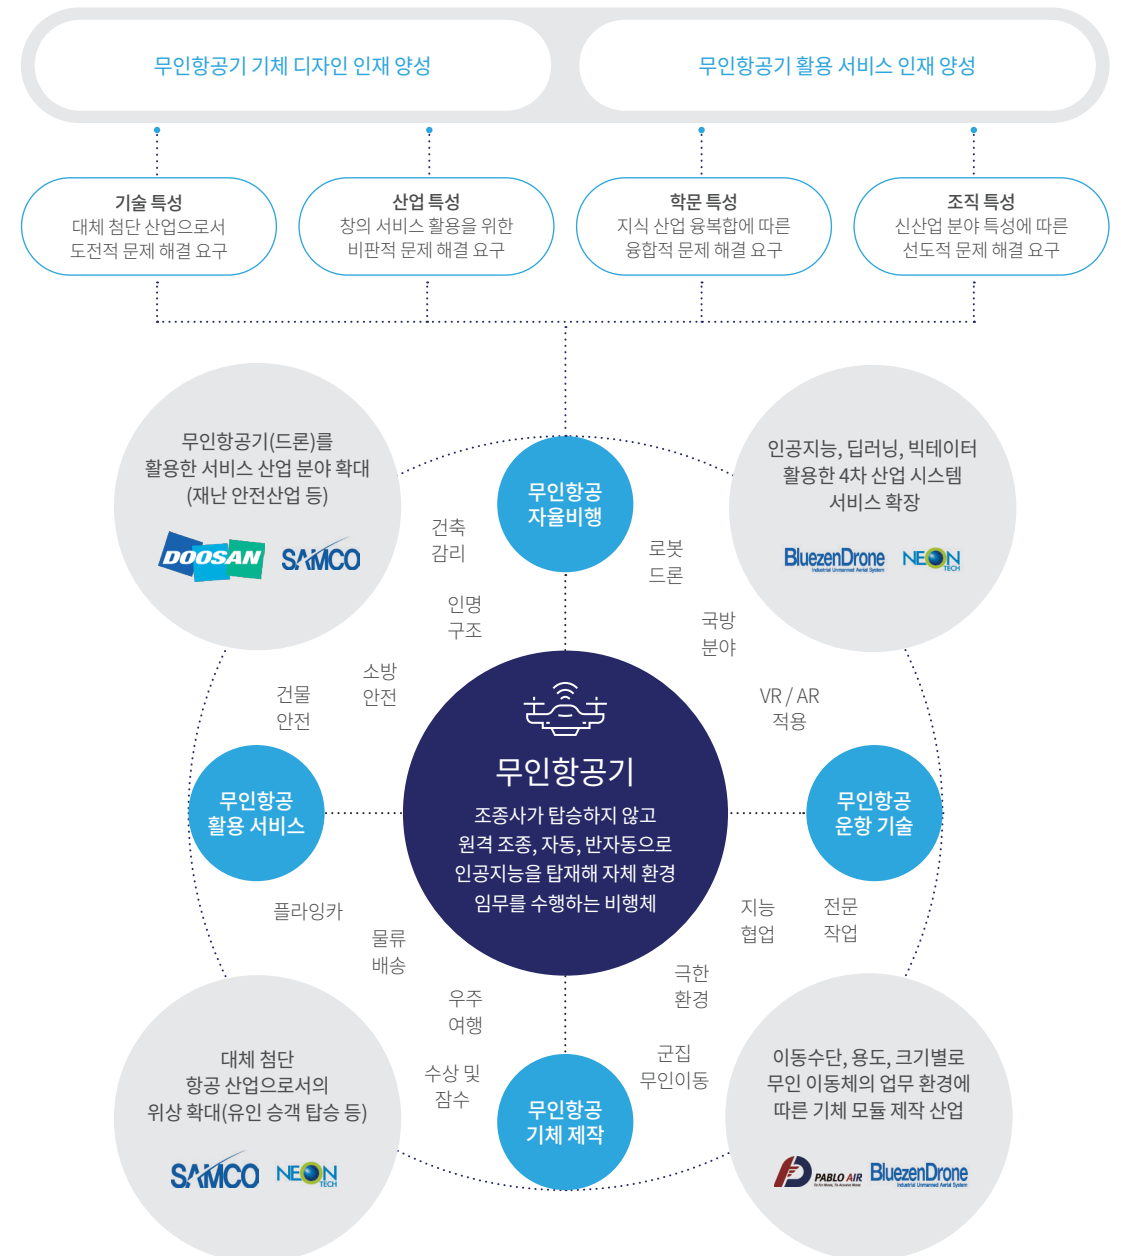 무인항공기 기체 디자인 인재 양성
무인항공기 활용 서비스 인재 양성
기술 특성
대체 첨단 산업으로서
도전적 문제 해결 요구
산업 특성
창의 서비스 활용을 위한
비판적 문제 해결 요구
학문 특성
지식 산업 융복합에 따른
융합적 문제 해결 요구
조직 특성
신산업 분야 특성에 따른
선도적 문제 해결 요구
무인항공기(드론)를
활용한 서비스 산업 분야 확대
(재난 안전산업 등)
DOOSAN
SAMCO
무인항공
자율비행
인공지능, 딥러닝, 빅테이터
활용한 4차 산업 시스템
서비스 확장
BluezenDrone
Industrial Unmanned Aerial System
NEON
TECH
건축
감리
인명
구조
소방
안전
건물
안전
로봇
드론
국방
분야
VR / AR
적용
무인항공
활용 서비스
무인항공기
조종사가 탑승하지 않고
원격 조종, 자동, 반자동으로
인공지능을 탑재해 자체 환경
임무를 수행하는 비행체
무인항공
운항 기술
플라잉카
물류
배송
우주
여행
수상 및
잠수
지능
협업
전문
작업
극한
환경
군집
무인이동
대체 첨단
항공 산업으로서의
위상 확대(유인 승객 탑승 등)
SAMCO
NEON
TECH
무인항공
기체 제작
이동수단, 용도, 크기별로
무인 이동체의 업무 환경에
따른 기체 모듈 제작 산업
PABLO AIR
BluezenDrone
Industrial Unmanned Aerial System